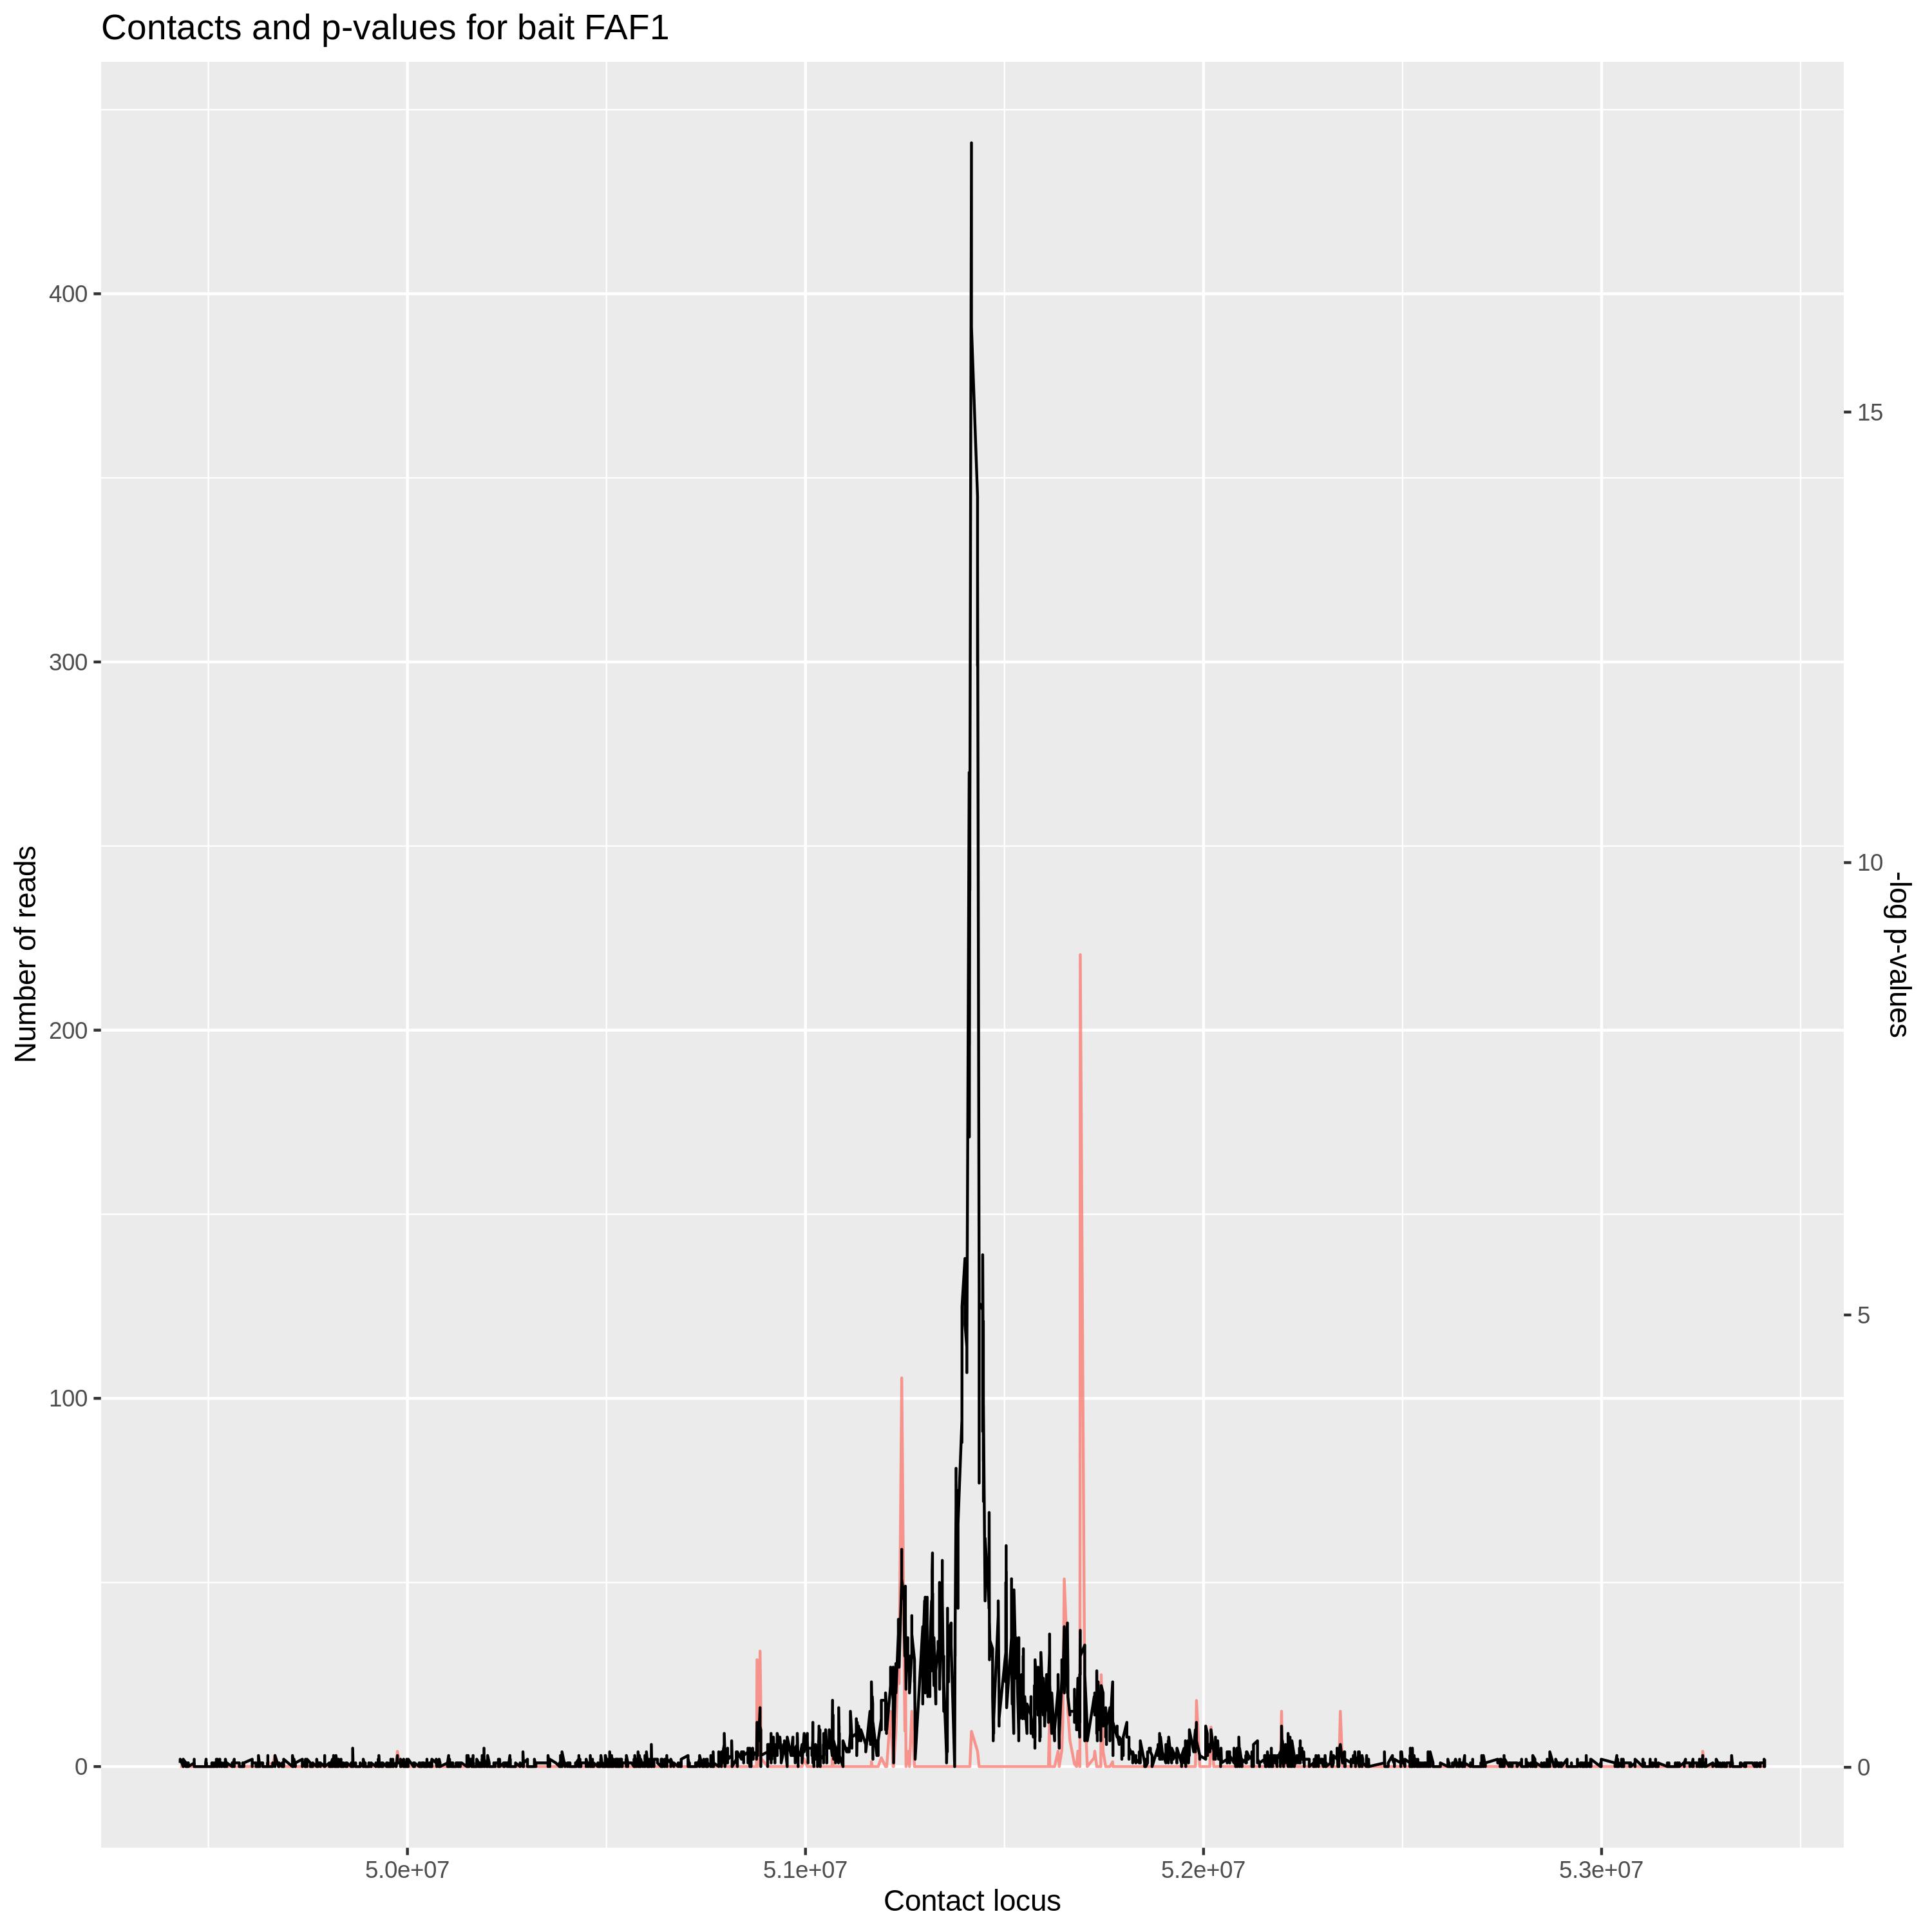 Contacts and p-values for bait FAF1
400
300
200
100
0
Number of reads
15
10
5
0
-log p-values
5.0e+07
5.1e+07
5.2e+07
5.3e+07
Contact locus